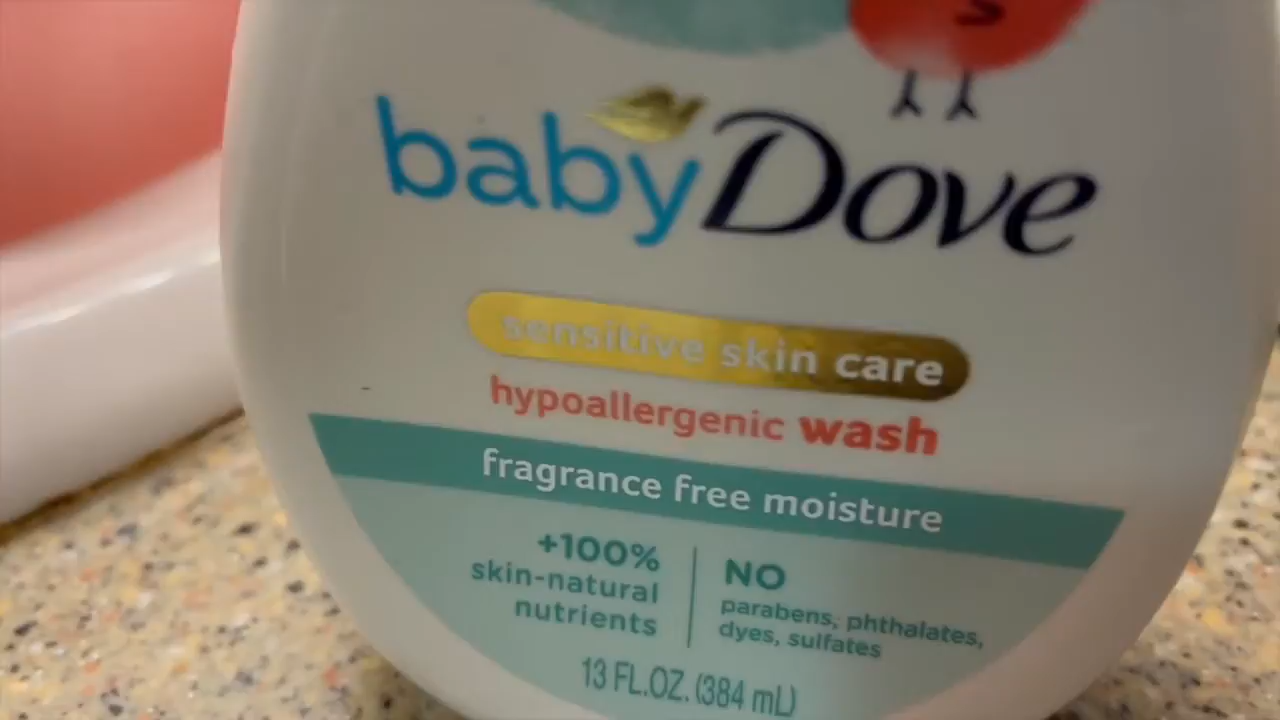 baby Dove
sensitive skin care
hypoallergenic wash
fragrance free moisture
+100%
skin-natural
nutrients
NO
parabens, phthalates,
dyes, sulfates
13 FL.OZ. (384 mL)